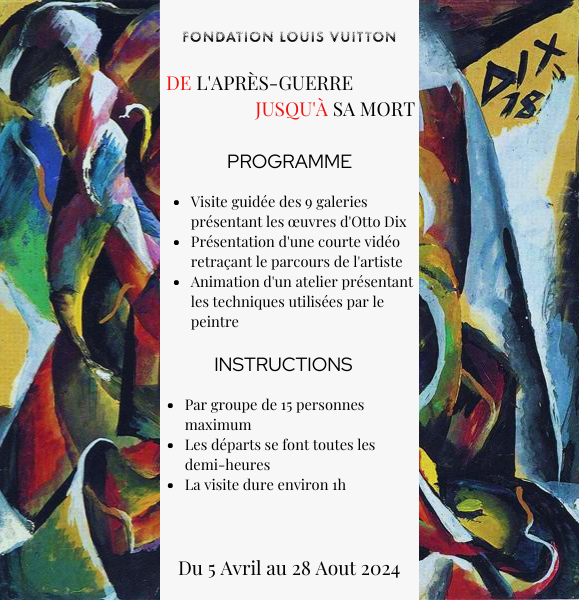 FONDATION LOUIS VUITTON
DE L'APRÈS-GUERRE
JUSQU'À SA MORT
DIX
18
PROGRAMME
• Visite guidée des 9 galeries
présentant les œuvres d'Otto Dix
• Présentation d'une courte vidéo
retraçant le parcours de l'artiste
• Animation d'un atelier présentant
les techniques utilisées par le
peintre
INSTRUCTIONS
• Par groupe de 15 personnes
maximum
• Les départs se font toutes les
demi-heures
• La visite dure environ 1h
Du 5 Avril au 28 Aout 2024